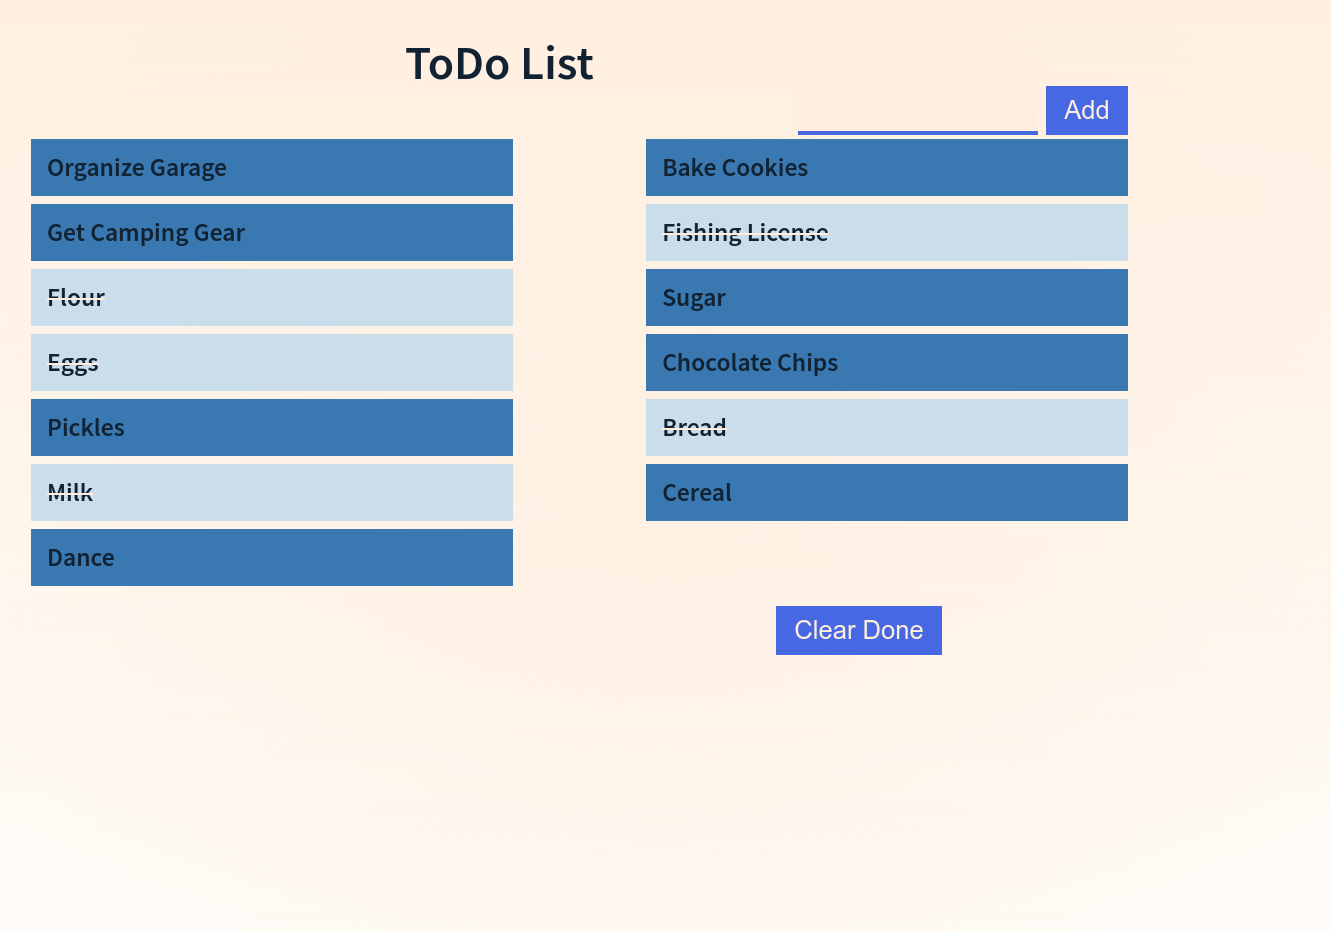 ToDo List
Add
Organize Garage
Bake Cookies
Get Camping Gear
Fishing License
Flour
Sugar
Eggs
Chocolate Chips
Pickles
Bread
Milk
Cereal
Dance
Clear Done